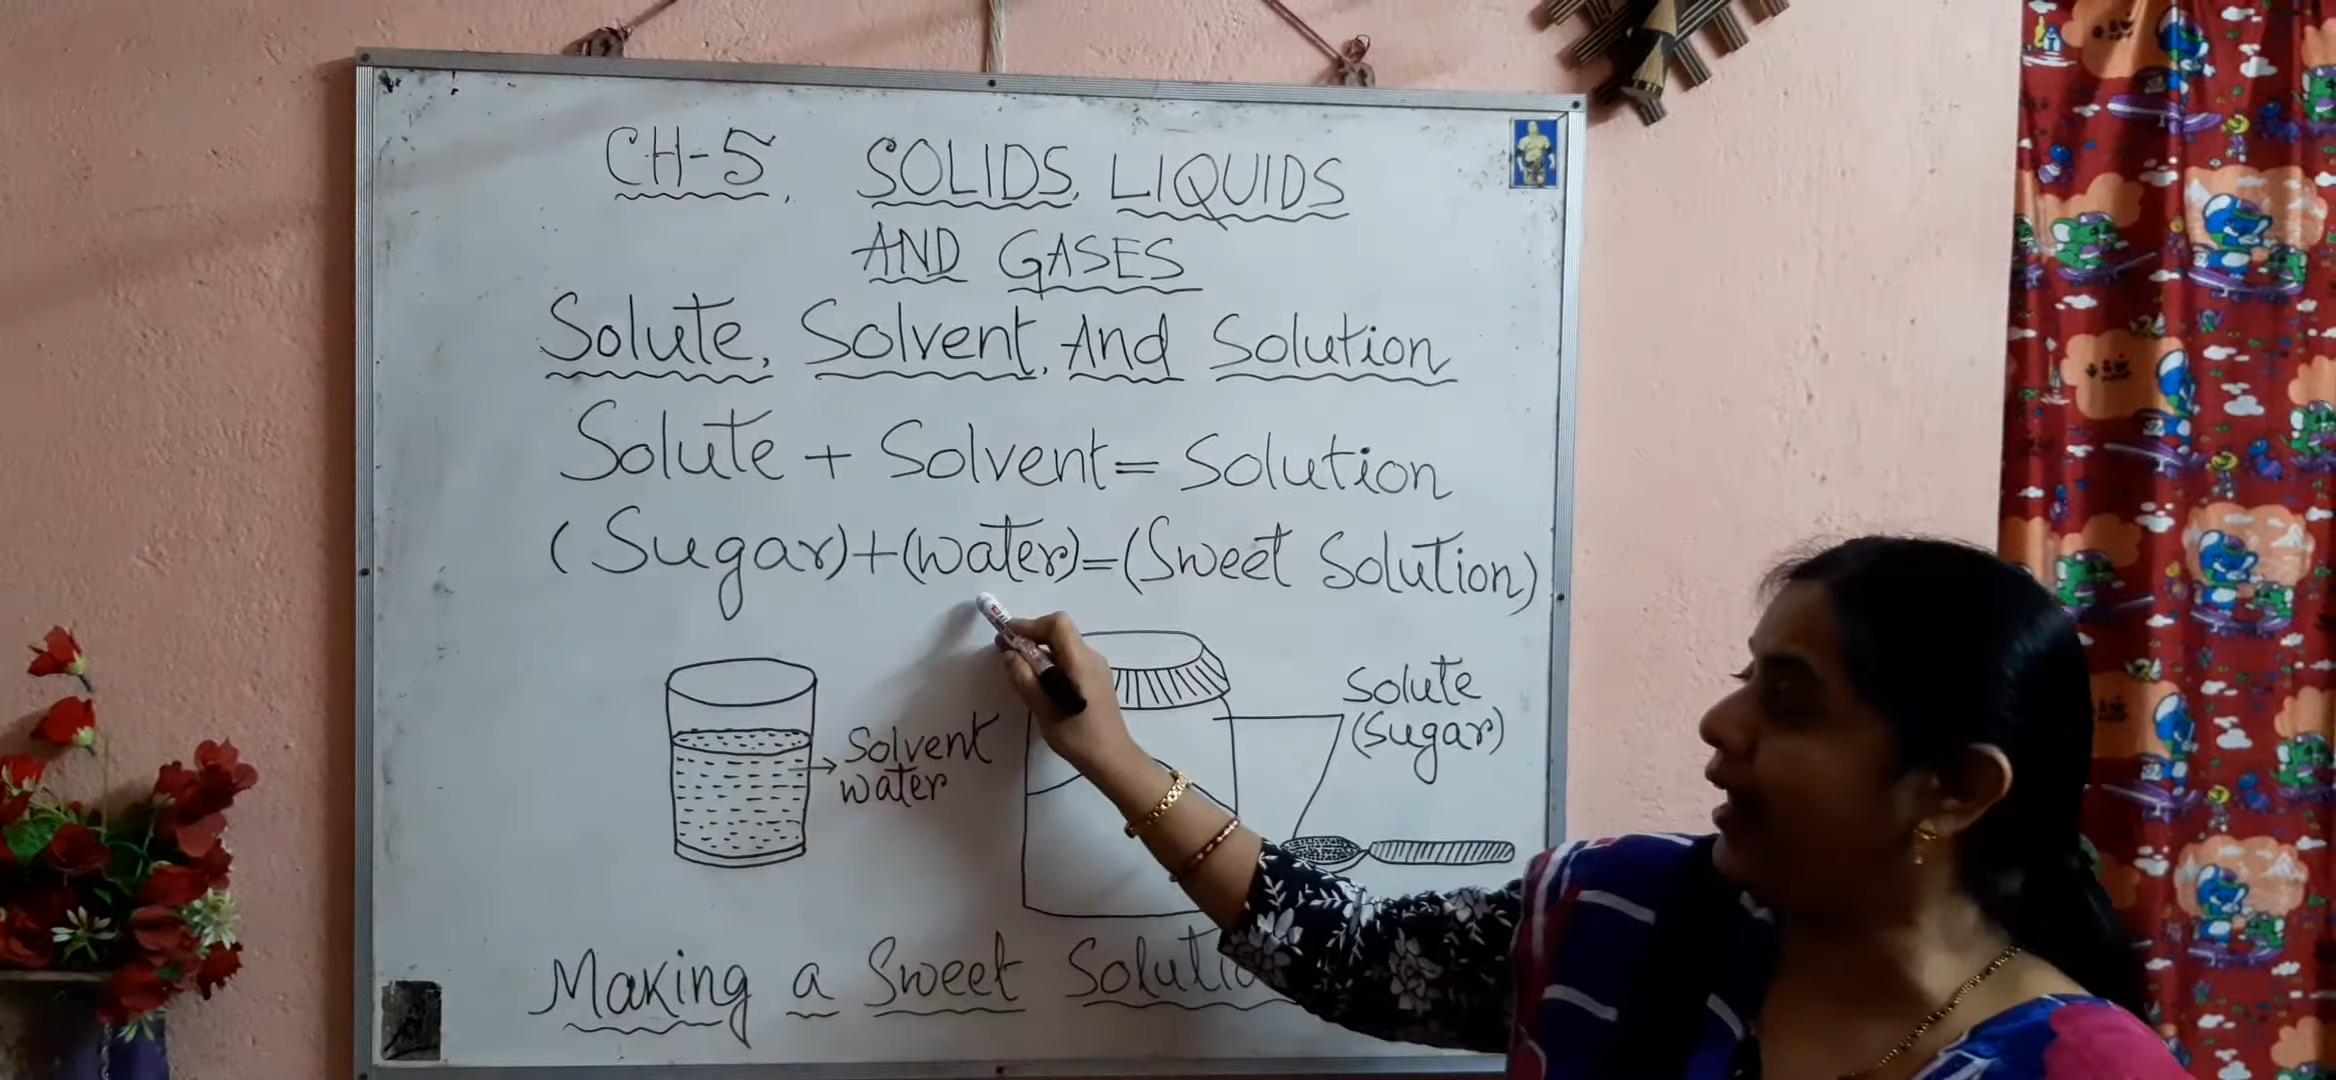 CH-5, SOLIDS, LIQUIDS
AND GASES
Solute, Solvent, And Solution
Solute + Solvent = Solution
(Sugar)+(water)=(Sweet Solution)
Solvent
water
Solute
(Sugar)
Making a Sweet Solutio